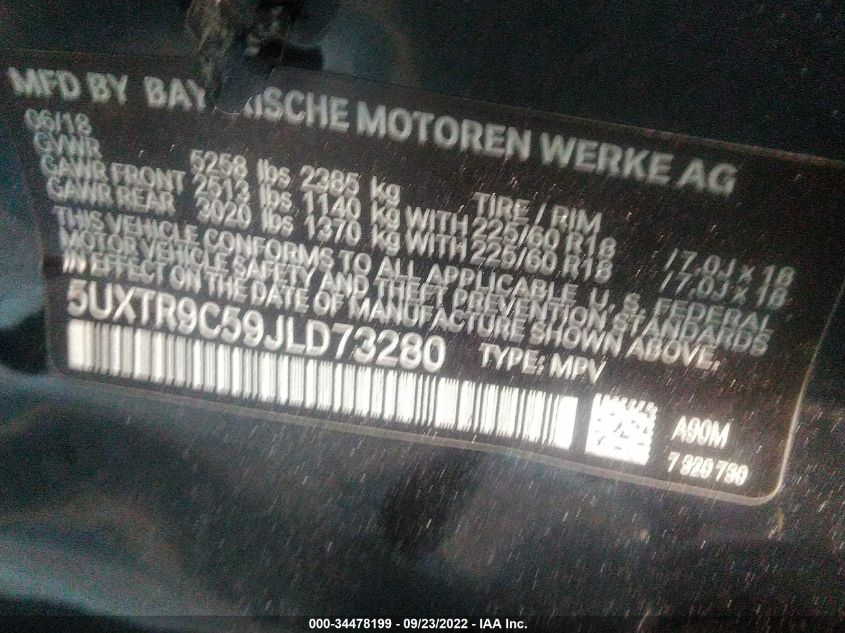 MFD BY BAY RISCHE MOTOREN WERKE AG
06/18
GVWR 5258 lbs 2385 kg TIRE / RIM
GAWR FRONT 2513 lbs 1140 kg WITH 225/60 R18 /7.0J x 18
GAWR REAR 3020 lbs 1370 kg WITH 225/60 R18 /7.0J x 18
THIS VEHICLE CONFORMS TO ALL APPLICABLE U. S. FEDERAL
MOTOR VEHICLE SAFETY AND THEFT PREVENTION STANDARDS
IN EFFECT ON THE DATE OF MANUFACTURE SHOWN ABOVE.
5UXTR9C59JLD73280 TYPE: MPV
A90M
7 920 730
000-34478199 - 09/23/2022 - IAA Inc.